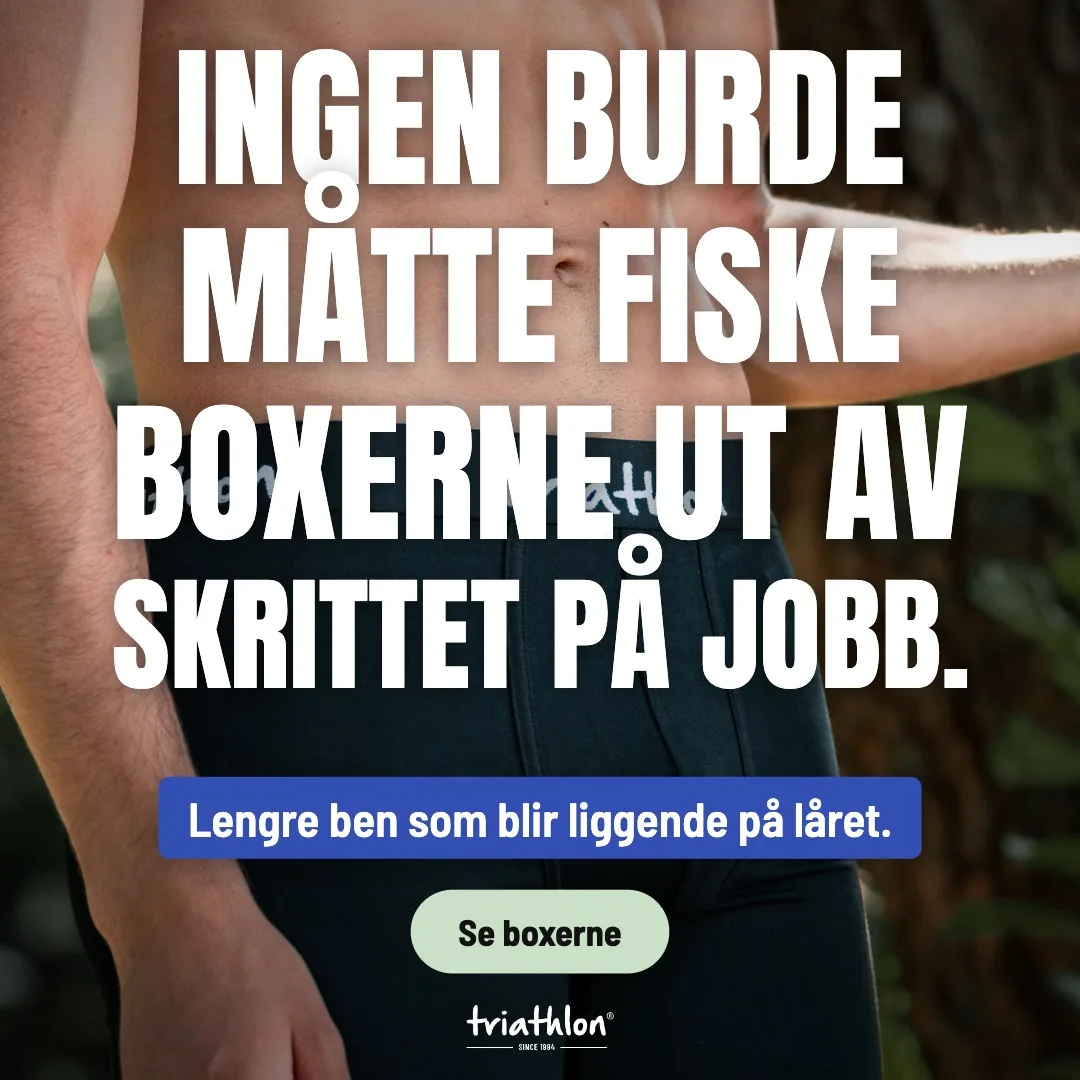 INGEN BURDE
MÅTTE FISKE
BOXERNE UT AV
SKRITTET PÅ JOBB.
Lengre ben som blir liggende på låret.
Se boxerne
triathlon®
SINCE 1994